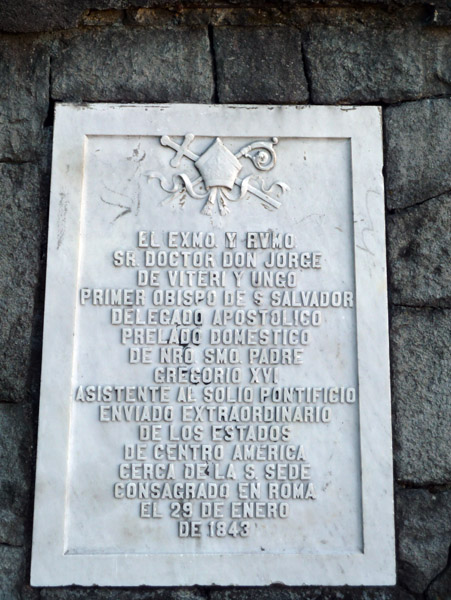 EL EXMO. Y RVMO.
SR. DOCTOR DON JORGE
DE VITERI Y UNGO
PRIMER OBISPO DE S. SALVADOR
DELEGADO APOSTOLICO
PRELADO DOMESTICO
DE NRO. SMO. PADRE
GREGORIO XVI.
ASISTENTE AL SOLIO PONTIFICIO
ENVIADO EXTRAORDINARIO
DE LOS ESTADOS
DE CENTRO AMÉRICA
CERCA DE LA S. SEDE
CONSAGRADO EN ROMA
EL 29 DE ENERO
DE 1843